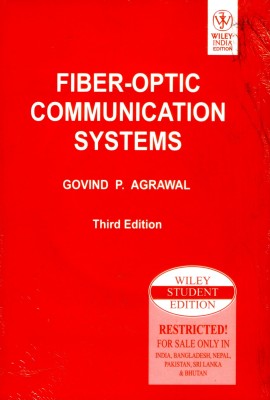 WILEY
INDIA
EDITION
FIBER-OPTIC
COMMUNICATION
SYSTEMS
GOVIND P. AGRAWAL
Third Edition
WILEY
STUDENT
EDITION
RESTRICTED!
FOR SALE ONLY IN
INDIA, BANGLADESH, NEPAL,
PAKISTAN, SRI LANKA
& BHUTAN